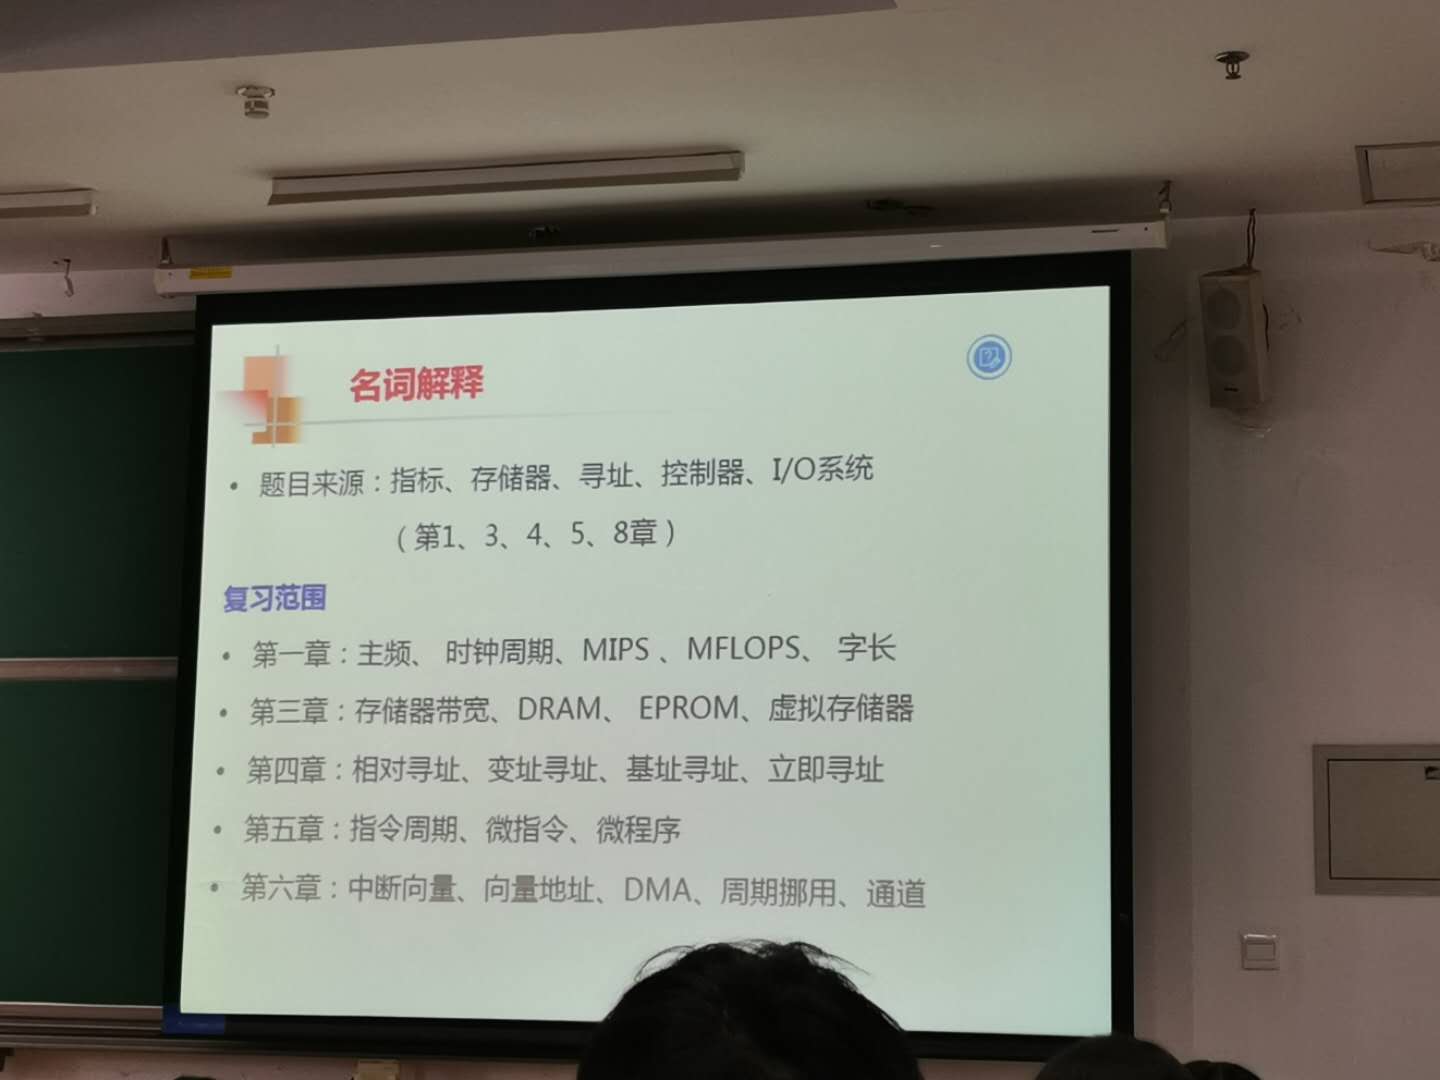 名词解释
• 题目来源：指标、存储器、寻址、控制器、I/O系统
（第1、3、4、5、8章）
复习范围
• 第一章：主频、 时钟周期、MIPS 、MFLOPS、 字长
• 第三章：存储器带宽、DRAM、 EPROM、虚拟存储器
• 第四章：相对寻址、变址寻址、基址寻址、立即寻址
• 第五章：指令周期、微指令、微程序
• 第六章：中断向量、向量地址、DMA、周期挪用、通道